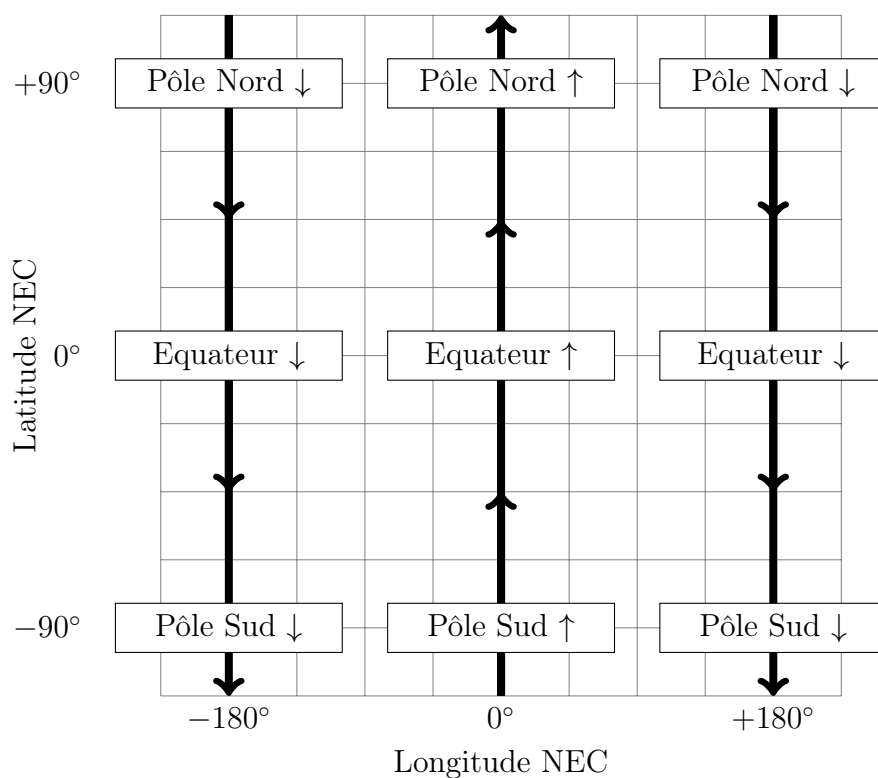 +90°
Pôle Nord ↓
Pôle Nord ↑
Pôle Nord ↓
Latitude NEC
0°
Equateur ↓
Equateur ↑
Equateur ↓
−90°
Pôle Sud ↓
Pôle Sud ↑
Pôle Sud ↓
−180°
0°
+180°
Longitude NEC